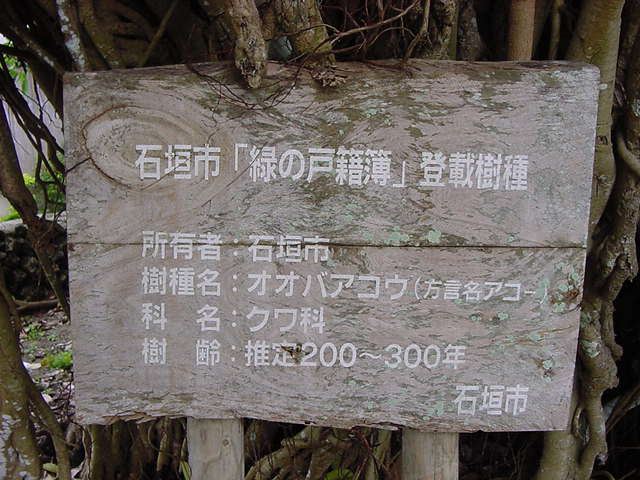 石垣市「緑の戸籍簿」登載樹種
所有者：石垣市
樹種名：オオバアコウ（方言名アコー）
科　名：クワ科
樹　齢：推定200～300年
石垣市